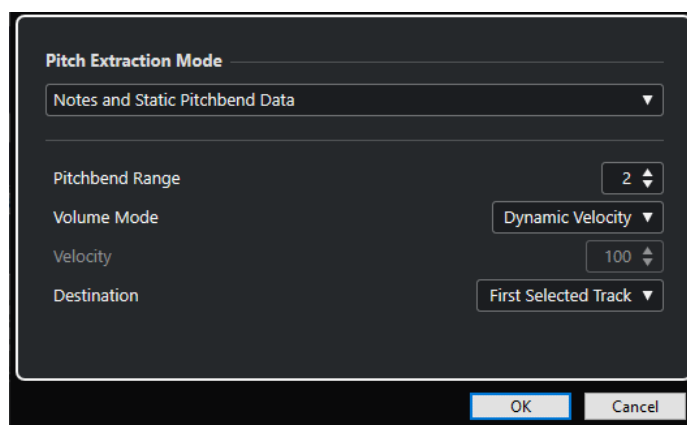 Pitch Extraction Mode
Notes and Static Pitchbend Data
Pitchbend Range 2
Volume Mode Dynamic Velocity
Velocity 100
Destination First Selected Track
OK Cancel